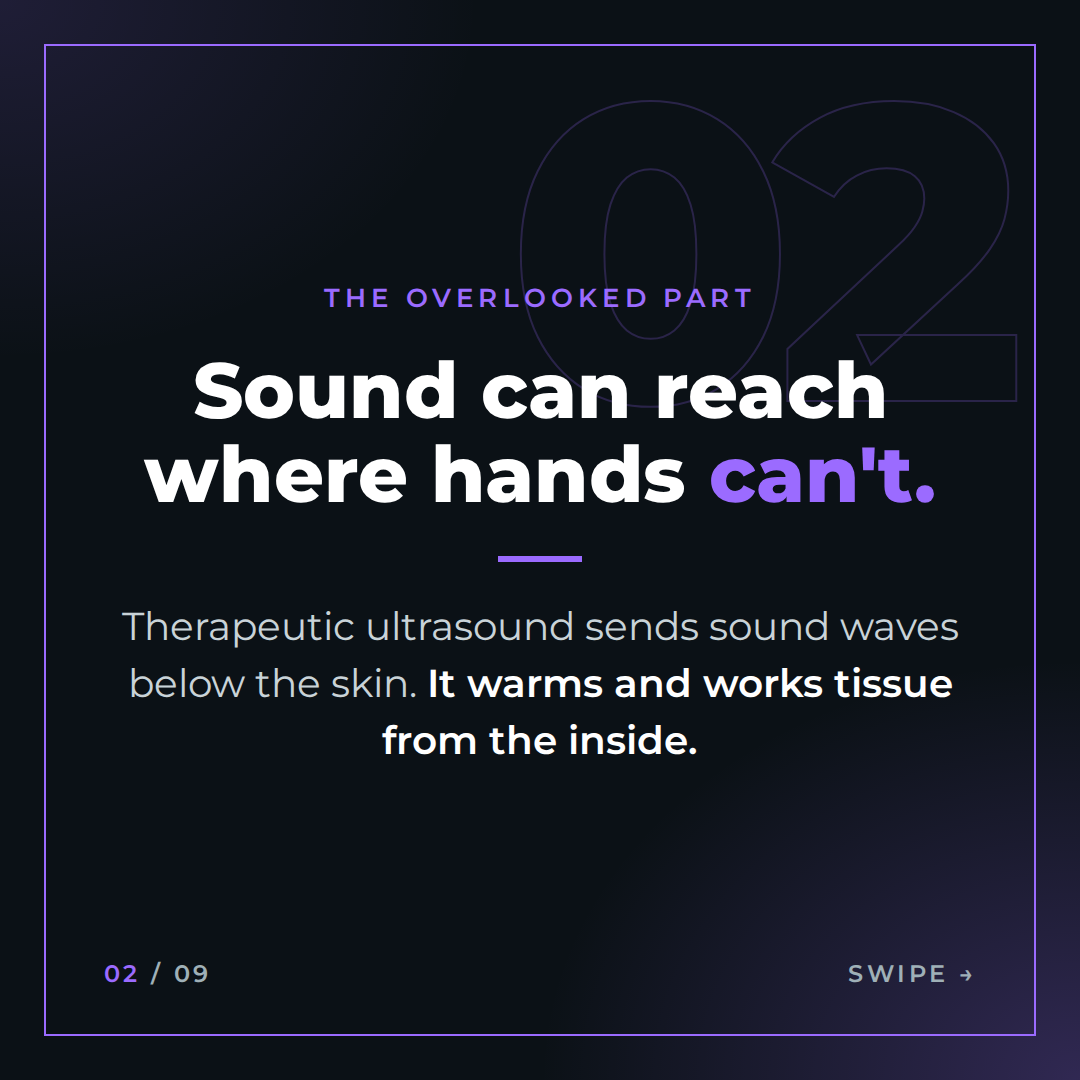 02
THE OVERLOOKED PART
Sound can reach
where hands can't.
Therapeutic ultrasound sends sound waves
below the skin. It warms and works tissue
from the inside.
02 / 09
SWIPE →